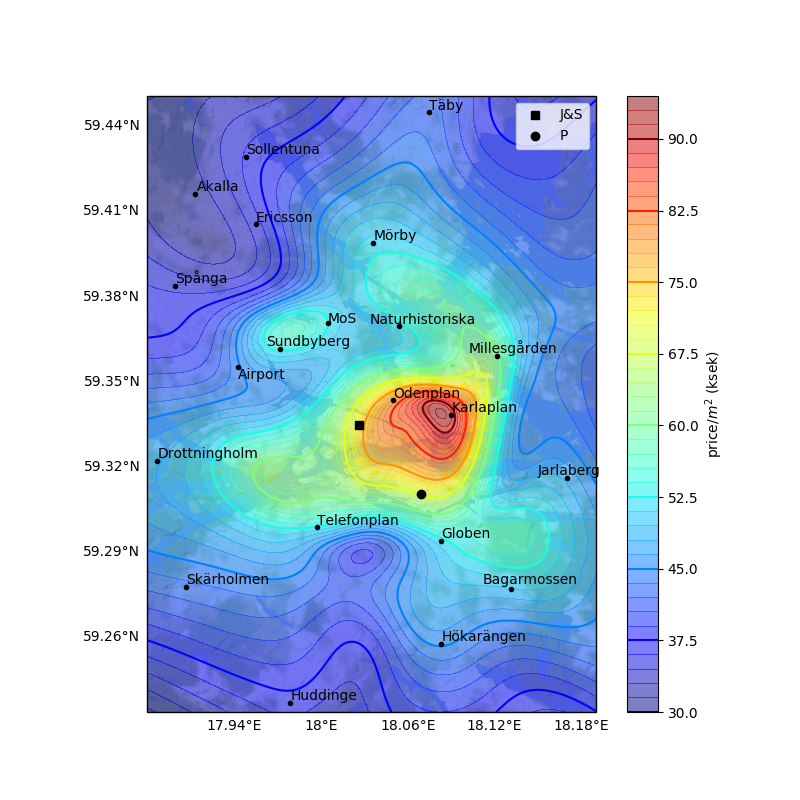 59.44°N
59.41°N
59.38°N
59.35°N
59.32°N
59.29°N
59.26°N
17.94°E
18°E
18.06°E
18.12°E
18.18°E
Täby
J&S
P
Sollentuna
Akalla
Ericsson
Mörby
Spånga
MoS
Naturhistoriska
Sundbyberg
Millesgården
Airport
Odenplan
Karlaplan
Drottningholm
Jarlaberg
Telefonplan
Globen
Skärholmen
Bagarmossen
Hökarängen
Huddinge
90.0
82.5
75.0
67.5
60.0
52.5
45.0
37.5
30.0
price/m² (ksek)